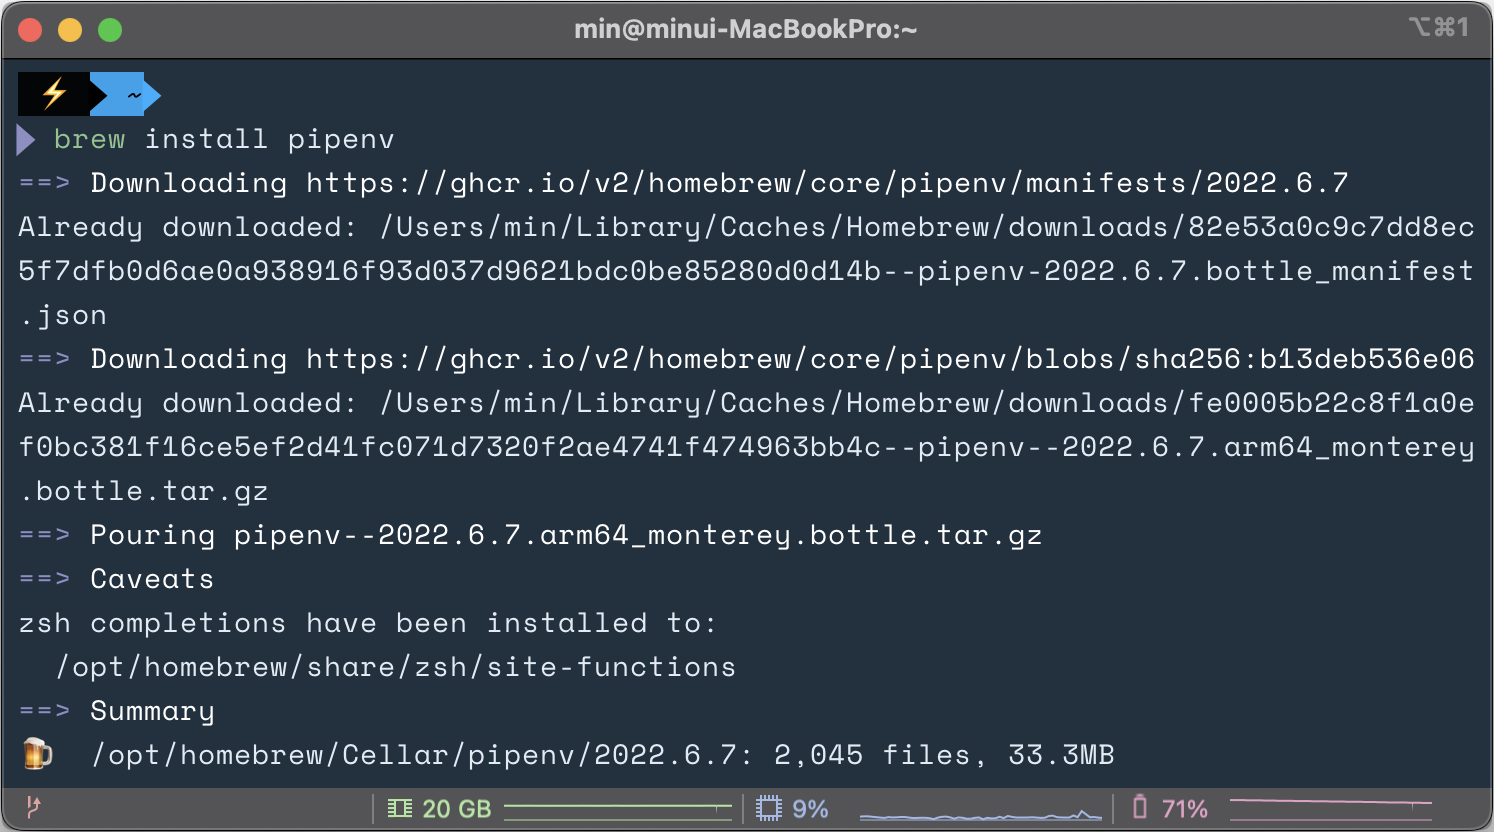 min@minui-MacBookPro:~
⌥⌘1
~
brew install pipenv
==> Downloading https://ghcr.io/v2/homebrew/core/pipenv/manifests/2022.6.7
Already downloaded: /Users/min/Library/Caches/Homebrew/downloads/82e53a0c9c7dd8ec
5f7dfb0d6ae0a938916f93d037d9621bdc0be85280d0d14b--pipenv-2022.6.7.bottle_manifest
.json
==> Downloading https://ghcr.io/v2/homebrew/core/pipenv/blobs/sha256:b13deb536e06
Already downloaded: /Users/min/Library/Caches/Homebrew/downloads/fe0005b22c8f1a0e
f0bc381f16ce5ef2d41fc071d7320f2ae4741f474963bb4c--pipenv--2022.6.7.arm64_monterey
.bottle.tar.gz
==> Pouring pipenv--2022.6.7.arm64_monterey.bottle.tar.gz
==> Caveats
zsh completions have been installed to:
  /opt/homebrew/share/zsh/site-functions
==> Summary
🍺  /opt/homebrew/Cellar/pipenv/2022.6.7: 2,045 files, 33.3MB
20 GB
9%
71%